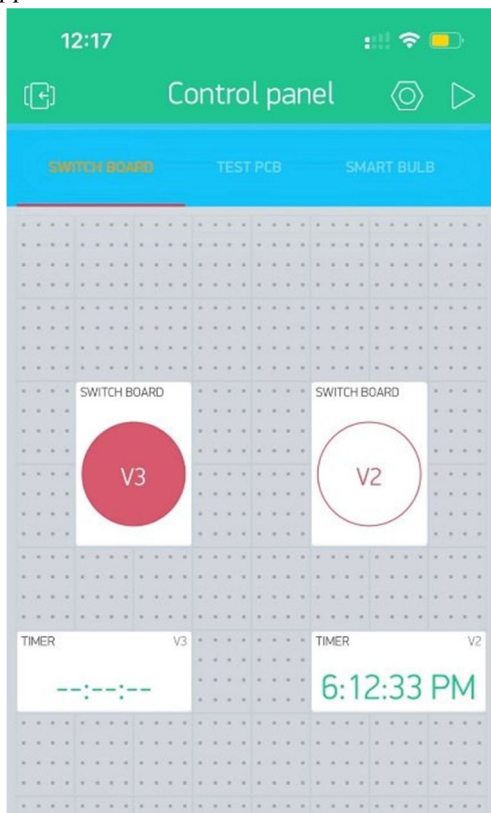 12:17
Control panel
SWITCH BOARD TEST PCB SMART BULB
SWITCH BOARD SWITCH BOARD
V3 V2
TIMER V3 TIMER V2
--:--:-- 6:12:33 PM